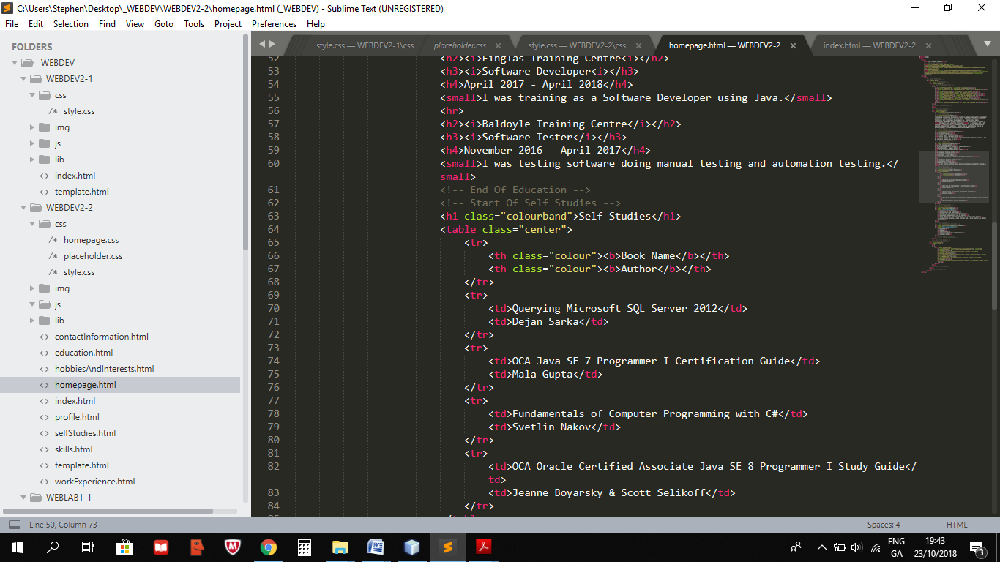 C:\Users\Stephen\Desktop\_WEBDEV\WEBDEV2-2\homepage.html (_WEBDEV) - Sublime Text (UNREGISTERED)
File Edit Selection Find View Goto Tools Project Preferences Help
FOLDERS
_WEBDEV
WEBDEV2-1
css
/* style.css
img
js
lib
<> index.html
<> template.html
WEBDEV2-2
css
/* homepage.css
/* placeholder.css
/* style.css
img
js
lib
<> contactInformation.html
<> education.html
<> hobbiesAndInterests.html
<> homepage.html
<> index.html
<> profile.html
<> selfStudies.html
<> skills.html
<> template.html
<> workExperience.html
WEBLAB1-1
style.css — WEBDEV2-1\css placeholder.css × style.css — WEBDEV2-2\css × homepage.html — WEBDEV2-2 × index.html — WEBDEV2-2 ×
52 <h2><i>Finglas Training Centre<i></h2>
53 <h3><i>Software Developer<i></h3>
54 <h4>April 2017 - April 2018</h4>
55 <small>I was training as a Software Developer using Java.</small>
56 <hr>
57 <h2><i>Baldoyle Training Centre</i></h2>
58 <h3><i>Software Tester</i></h3>
59 <h4>November 2016 - April 2017</h4>
60 <small>I was testing software doing manual testing and automation testing.</
small>
61 <!-- End Of Education -->
62 <!-- Start Of Self Studies -->
63 <h1 class="colourband">Self Studies</h1>
64 <table class="center">
65 <tr>
66 <th class="colour"><b>Book Name</b></th>
67 <th class="colour"><b>Author</b></th>
68 </tr>
69 <tr>
70 <td>Querying Microsoft SQL Server 2012</td>
71 <td>Dejan Sarka</td>
72 </tr>
73 <tr>
74 <td>OCA Java SE 7 Programmer I Certification Guide</td>
75 <td>Mala Gupta</td>
76 </tr>
77 <tr>
78 <td>Fundamentals of Computer Programming with C#</td>
79 <td>Svetlin Nakov</td>
80 </tr>
81 <tr>
82 <td>OCA Oracle Certified Associate Java SE 8 Programmer I Study Guide</
td>
83 <td>Jeanne Boyarsky & Scott Selikoff</td>
84 </tr>
Line 50, Column 73 Spaces: 4 HTML
ENG 19:43
GA 23/10/2018 3